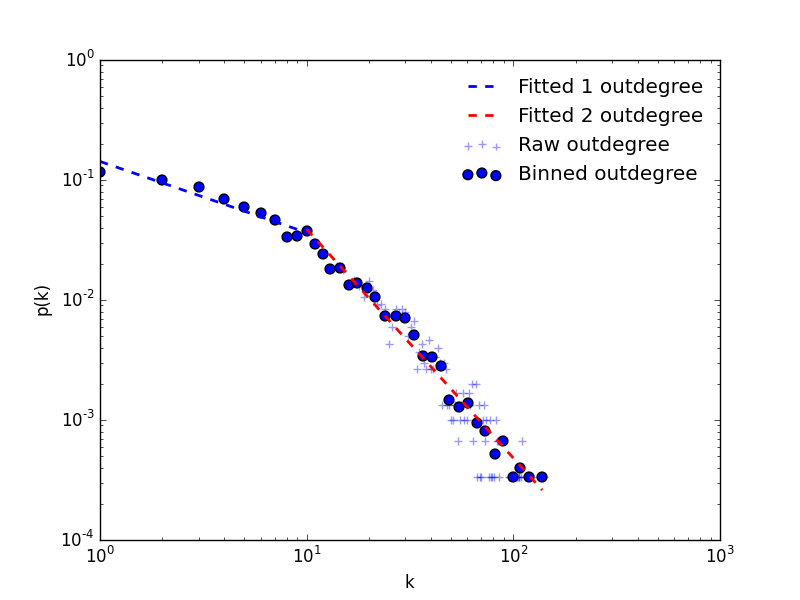 10^0
10^-1
10^-2
10^-3
10^-4
p(k)
Fitted 1 outdegree
Fitted 2 outdegree
Raw outdegree
Binned outdegree
10^0 10^1 10^2 10^3
k